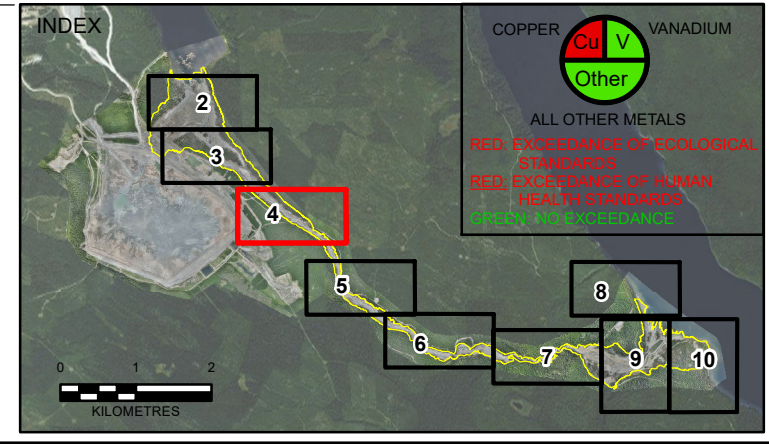 INDEX
COPPER
VANADIUM
Cu
V
Other
ALL OTHER METALS
RED: EXCEEDANCE OF ECOLOGICAL
STANDARDS
RED: EXCEEDANCE OF HUMAN
HEALTH STANDARDS
GREEN: NO EXCEEDANCE
2
3
4
5
6
7
8
9
10
0 1 2
KILOMETRES